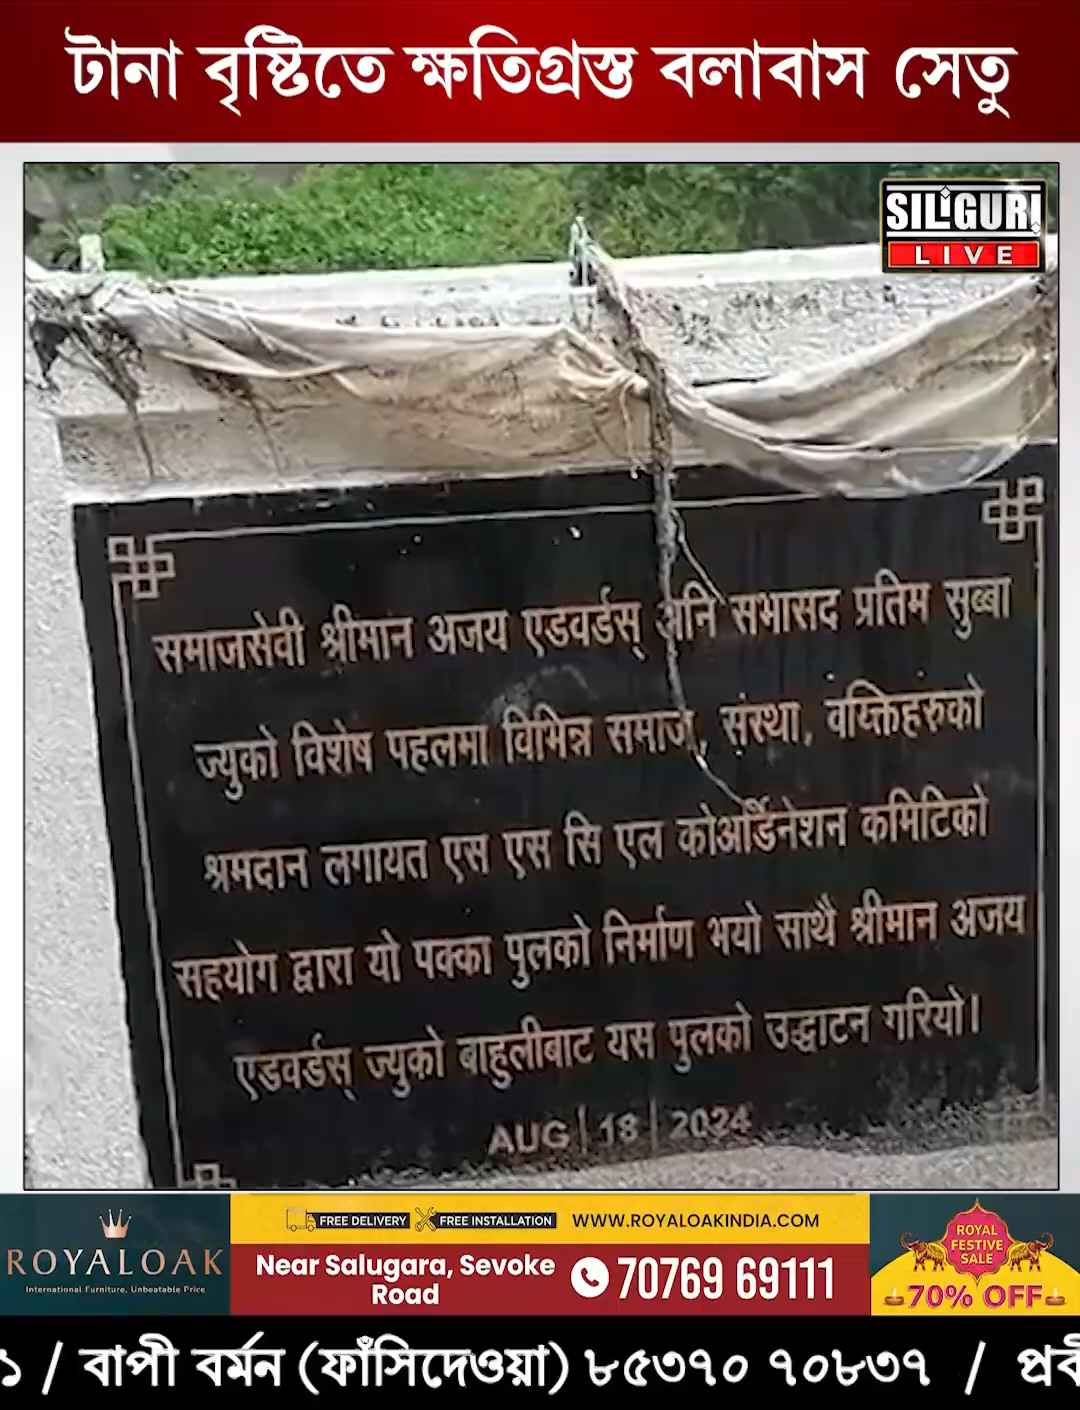 টানা বৃষ্টিতে ক্ষতিগ্রস্ত বলাবাস সেতু
SILIGURI
LIVE
समाजसेवी श्रीमान अजय एडवर्डस् अनि सभासद प्रतिम सुब्बा
ज्युको विशेष पहलमा विभिन्न समाज, संस्था, वय्क्तिहरुको
श्रमदान लगायत एस एस सि एल कोअर्डिनेशन कमिटिको
सहयोग द्वारा यो पक्का पुलको निर्माण भयो साथै श्रीमान अजय
एडवर्डस् ज्युको बाहुलीबाट यस पुलको उद्घाटन गरियो।
AUG | 18 | 2024
ROYALOAK
International Furniture, Unbeatable Price
FREE DELIVERY FREE INSTALLATION WWW.ROYALOAKINDIA.COM
Near Salugara, Sevoke
Road
70769 69111
ROYAL
FESTIVE
SALE
70% OFF
১ / বাপী বর্মন (ফাঁসিদেওয়া) ৮৫৩৭০ ৭০৮৩৭ /